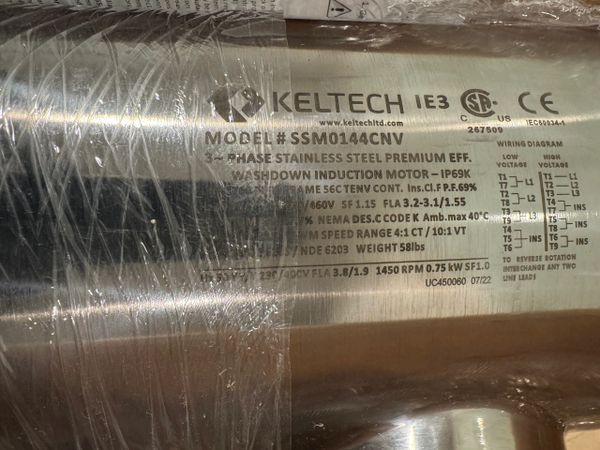 KELTECH IE3
www.keltechltd.com
C US
267509
CE
IEC60034-1
MODEL # SSM0144CNV
3~ PHASE STAINLESS STEEL PREMIUM EFF.
WASHDOWN INDUCTION MOTOR – IP69K
FRAME 56C TENV CONT. Ins.Cl.F P.F.69%
/460V SF 1.15 FLA 3.2-3.1/1.55
% NEMA DES.C CODE K Amb.max 40°C
SPEED RANGE 4:1 CT / 10:1 VT
/ NDE 6203 WEIGHT 58lbs
230/400V FLA 3.8/1.9 1450 RPM 0.75 kW SF1.0
UC450060 07/22
WIRING DIAGRAM
LOW VOLTAGE
HIGH VOLTAGE
T1
T7
L1
T2
T8
L2
T3
T9
L3
T4
T5
T6
INS
T1 L1
T2 L2
T3 L3
T4
T7
T5
T8
INS
T6
T9
TO REVERSE ROTATION
INTERCHANGE ANY TWO
LINE LEADS